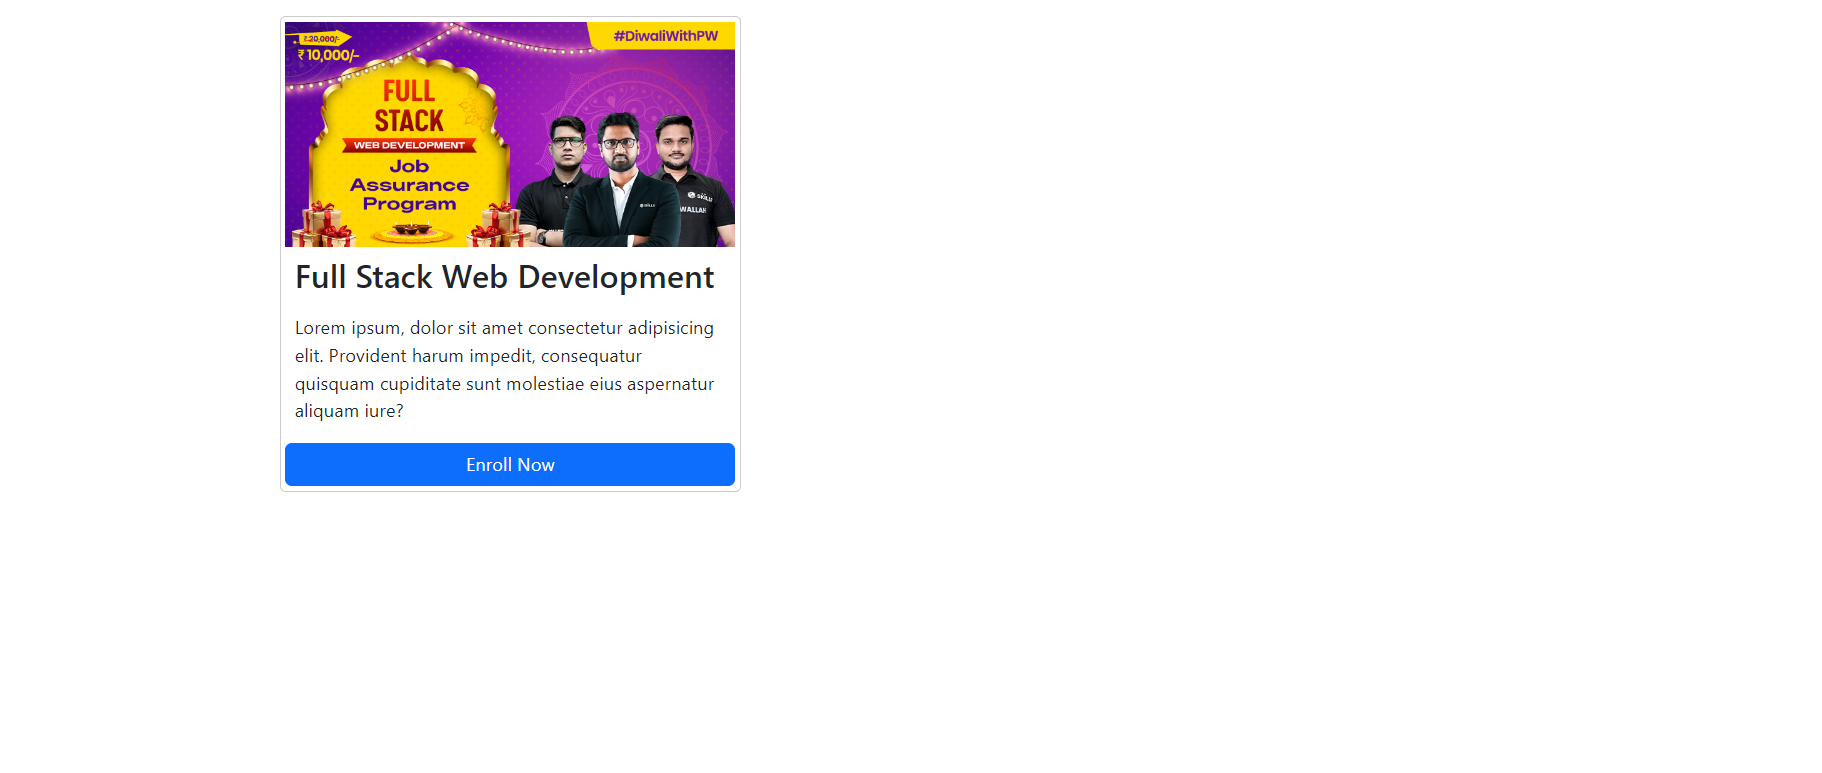 ₹ 20,000/-
₹ 10,000/-
#DiwaliWithPW
FULL
STACK
WEB DEVELOPMENT
Job
Assurance
Program
SKILLS
SKILLS
WALLAH
Full Stack Web Development
Lorem ipsum, dolor sit amet consectetur adipisicing
elit. Provident harum impedit, consequatur
quisquam cupiditate sunt molestiae eius aspernatur
aliquam iure?
Enroll Now